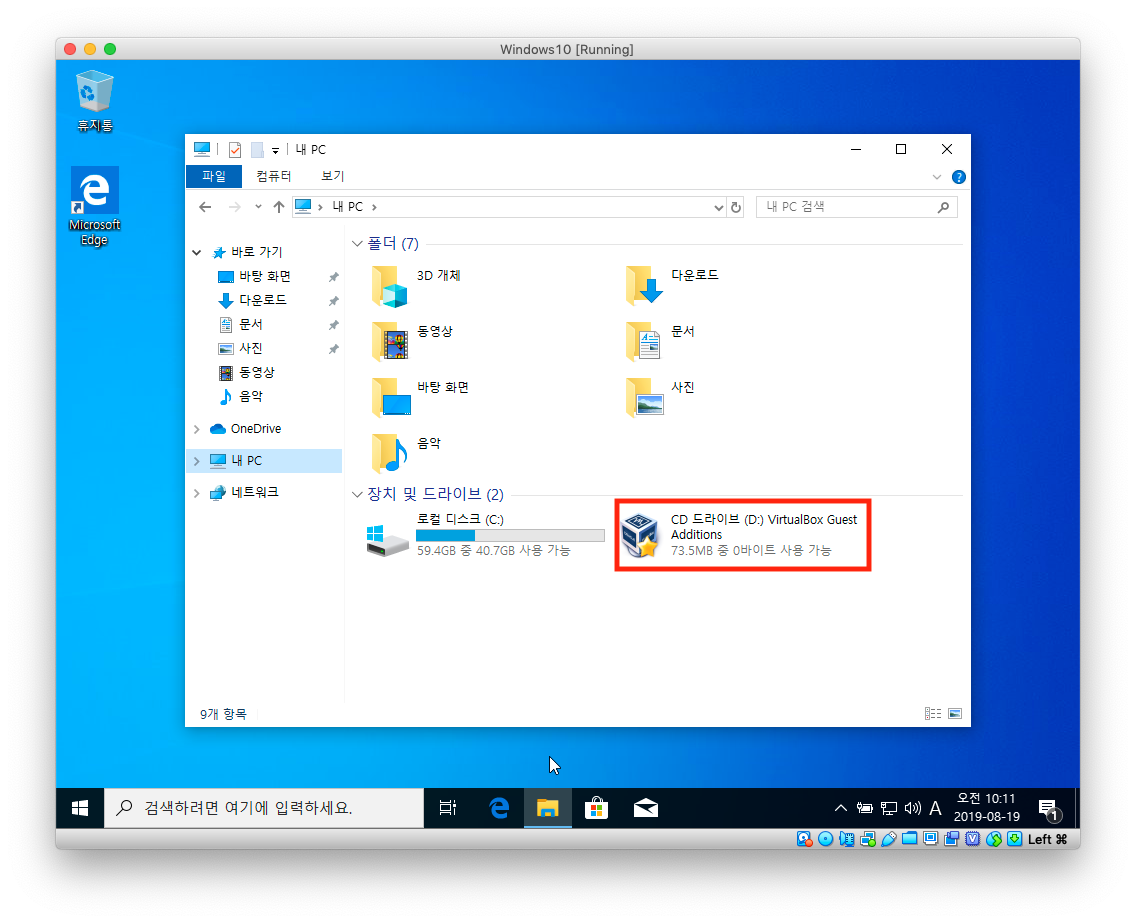 Windows10 [Running]
휴지통
Microsoft
Edge
내 PC
파일
컴퓨터
보기
내 PC
내 PC 검색
바로 가기
바탕 화면
다운로드
문서
사진
동영상
음악
OneDrive
내 PC
네트워크
폴더 (7)
3D 개체
다운로드
동영상
문서
바탕 화면
사진
음악
장치 및 드라이브 (2)
로컬 디스크 (C:)
59.4GB 중 40.7GB 사용 가능
CD 드라이브 (D:) VirtualBox Guest
Additions
73.5MB 중 0바이트 사용 가능
9개 항목
검색하려면 여기에 입력하세요.
A
오전 10:11
2019-08-19
1
Left ⌘